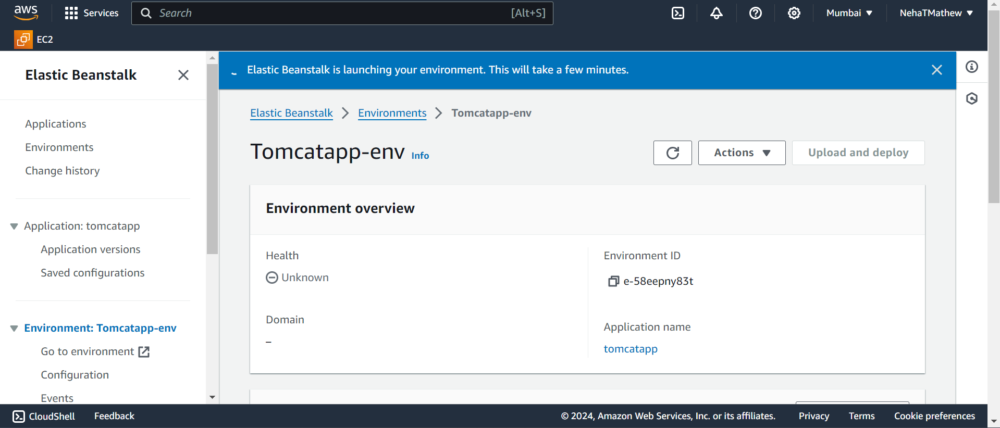 aws
Services
Search
[Alt+S]
Mumbai
NehaTMathew
EC2
Elastic Beanstalk
Applications
Environments
Change history
Application: tomcatapp
Application versions
Saved configurations
Environment: Tomcatapp-env
Go to environment
Configuration
Events
Elastic Beanstalk is launching your environment. This will take a few minutes.
Elastic Beanstalk > Environments > Tomcatapp-env
Tomcatapp-env Info
Actions
Upload and deploy
Environment overview
Health
Unknown
Domain
–
Environment ID
e-58eepny83t
Application name
tomcatapp
CloudShell
Feedback
© 2024, Amazon Web Services, Inc. or its affiliates.
Privacy
Terms
Cookie preferences